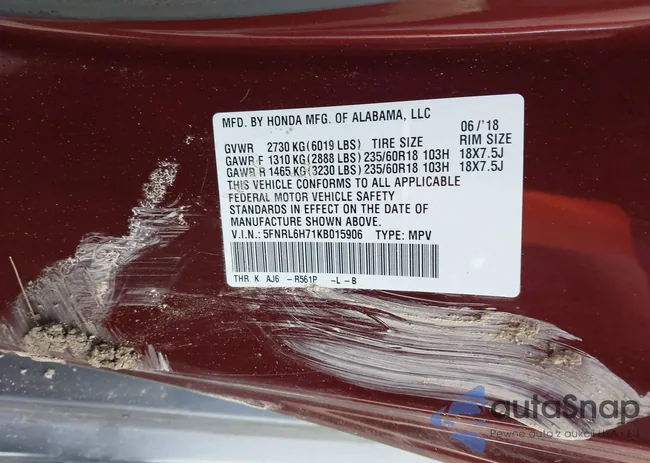 MFD. BY HONDA MFG. OF ALABAMA, LLC
06/'18
GVWR 2730 KG(6019 LBS) TIRE SIZE RIM SIZE
GAWR F 1310 KG(2888 LBS) 235/60R18 103H 18X7.5J
GAWR R 1465 KG(3230 LBS) 235/60R18 103H 18X7.5J
THIS VEHICLE CONFORMS TO ALL APPLICABLE
FEDERAL MOTOR VEHICLE SAFETY
STANDARDS IN EFFECT ON THE DATE OF
MANUFACTURE SHOWN ABOVE.
V.I.N.: 5FNRL6H71KB015906 TYPE: MPV
THR K AJ6 -R561P -L-B
autoSnap
Pewne auto z aukcji